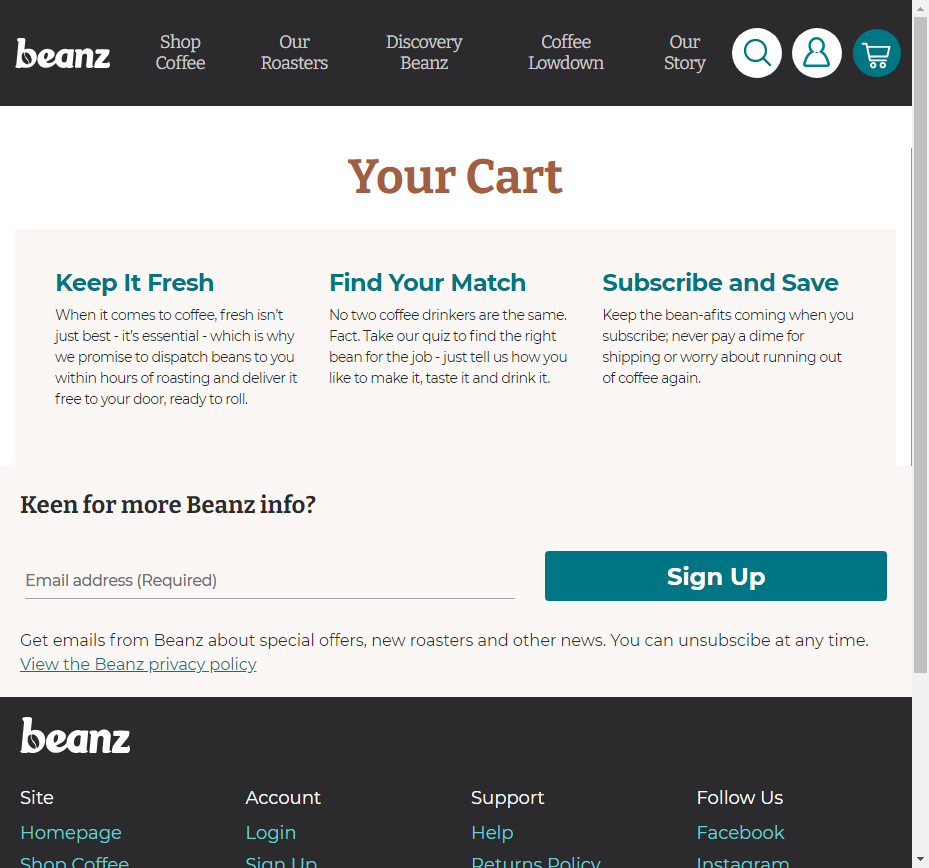 beanz
Shop
Coffee
Our
Roasters
Discovery
Beanz
Coffee
Lowdown
Our
Story
Your Cart
Keep It Fresh
When it comes to coffee, fresh isn't
just best - it's essential - which is why
we promise to dispatch beans to you
within hours of roasting and deliver it
free to your door, ready to roll.
Find Your Match
No two coffee drinkers are the same.
Fact. Take our quiz to find the right
bean for the job - just tell us how you
like to make it, taste it and drink it.
Subscribe and Save
Keep the bean-afits coming when you
subscribe; never pay a dime for
shipping or worry about running out
of coffee again.
Keen for more Beanz info?
Email address (Required)
Sign Up
Get emails from Beanz about special offers, new roasters and other news. You can unsubscibe at any time.
View the Beanz privacy policy
beanz
Site
Homepage
Shop Coffee
Account
Login
Sign Up
Support
Help
Returns Policy
Follow Us
Facebook
Instagram